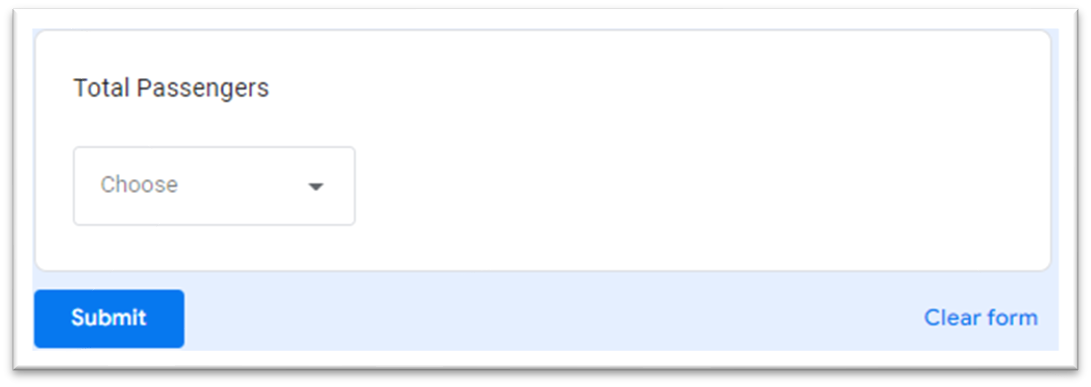 Total Passengers
Choose
Submit
Clear form